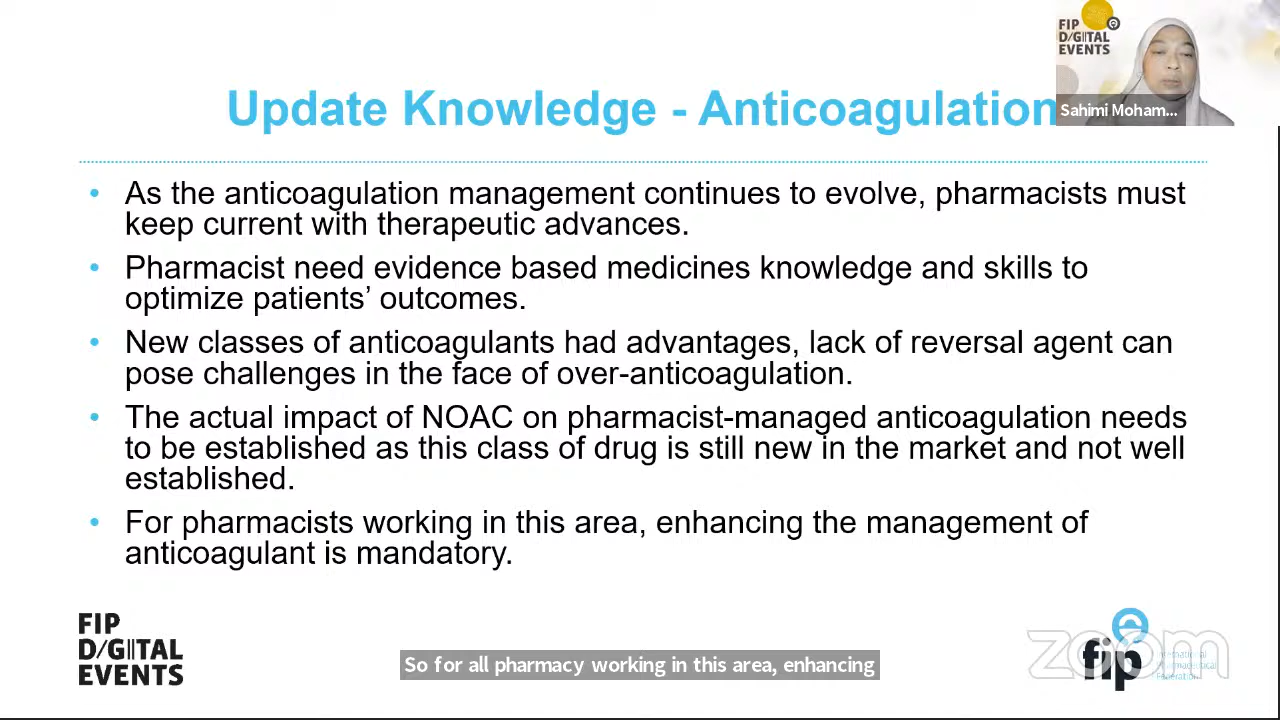 FIP
D/GITAL
EVENTS
e
Sahimi Moham...
Update Knowledge - Anticoagulation
• As the anticoagulation management continues to evolve, pharmacists must
keep current with therapeutic advances.
• Pharmacist need evidence based medicines knowledge and skills to
optimize patients’ outcomes.
• New classes of anticoagulants had advantages, lack of reversal agent can
pose challenges in the face of over-anticoagulation.
• The actual impact of NOAC on pharmacist-managed anticoagulation needs
to be established as this class of drug is still new in the market and not well
established.
• For pharmacists working in this area, enhancing the management of
anticoagulant is mandatory.
FIP
D/GITAL
EVENTS
So for all pharmacy working in this area, enhancing
e
fip
International
Pharmaceutical
Federation
zoom